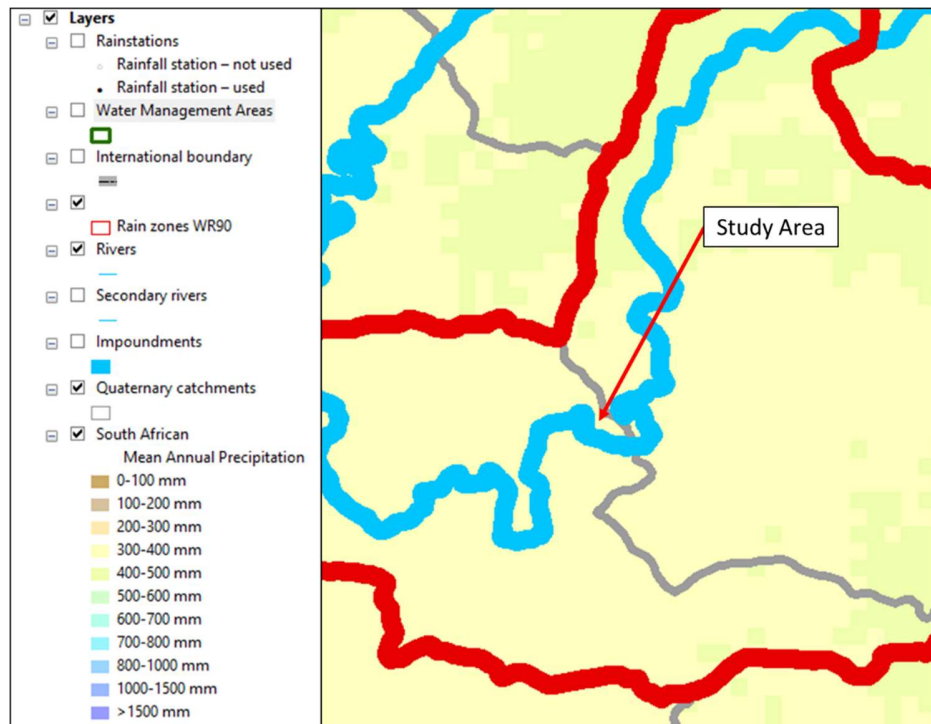 Layers
Rainstations
Rainfall station – not used
Rainfall station – used
Water Management Areas
International boundary
Rain zones WR90
Rivers
Secondary rivers
Impoundments
Quaternary catchments
South African
Mean Annual Precipitation
0-100 mm
100-200 mm
200-300 mm
300-400 mm
400-500 mm
500-600 mm
600-700 mm
700-800 mm
800-1000 mm
1000-1500 mm
>1500 mm
Study Area